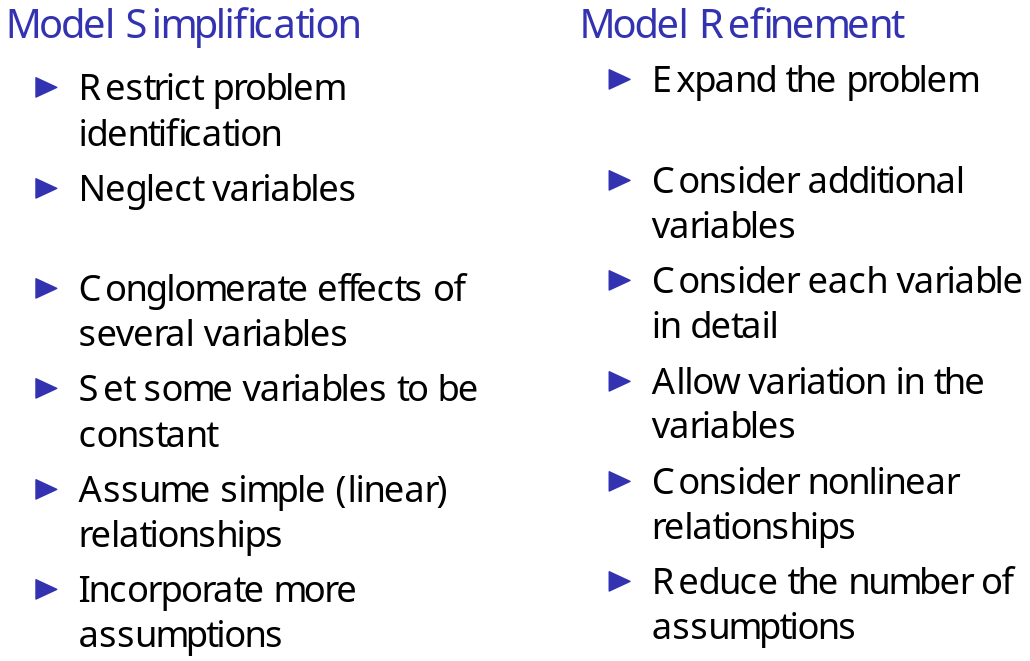 Model Simplification
Restrict problem
identification
Neglect variables
Conglomerate effects of
several variables
Set some variables to be
constant
Assume simple (linear)
relationships
Incorporate more
assumptions
Model Refinement
Expand the problem
Consider additional
variables
Consider each variable
in detail
Allow variation in the
variables
Consider nonlinear
relationships
Reduce the number of
assumptions